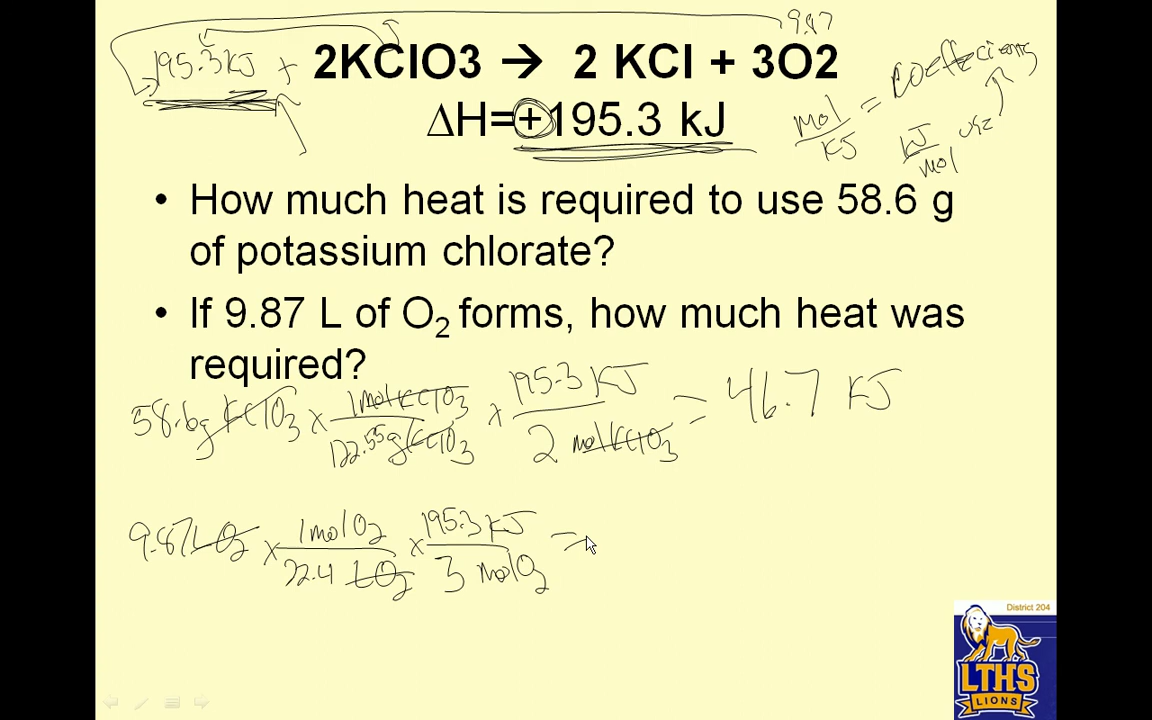 9.87
195.3 KJ + 2KClO3 → 2 KCl + 3O2
∆H=+195.3 kJ
mol/KJ = coefficients
KJ/mol use
• How much heat is required to use 58.6 g
of potassium chlorate?
• If 9.87 L of O2 forms, how much heat was
required?
58.6g KClO3 x 1 mol KClO3/122.55g KClO3 x 195.3 KJ/2 mol KClO3 = 46.7 KJ
9.87 L O2 x 1 mol O2/22.4 L O2 x 195.3 KJ/3 mol O2 =
District 204
LTHS
LIONS